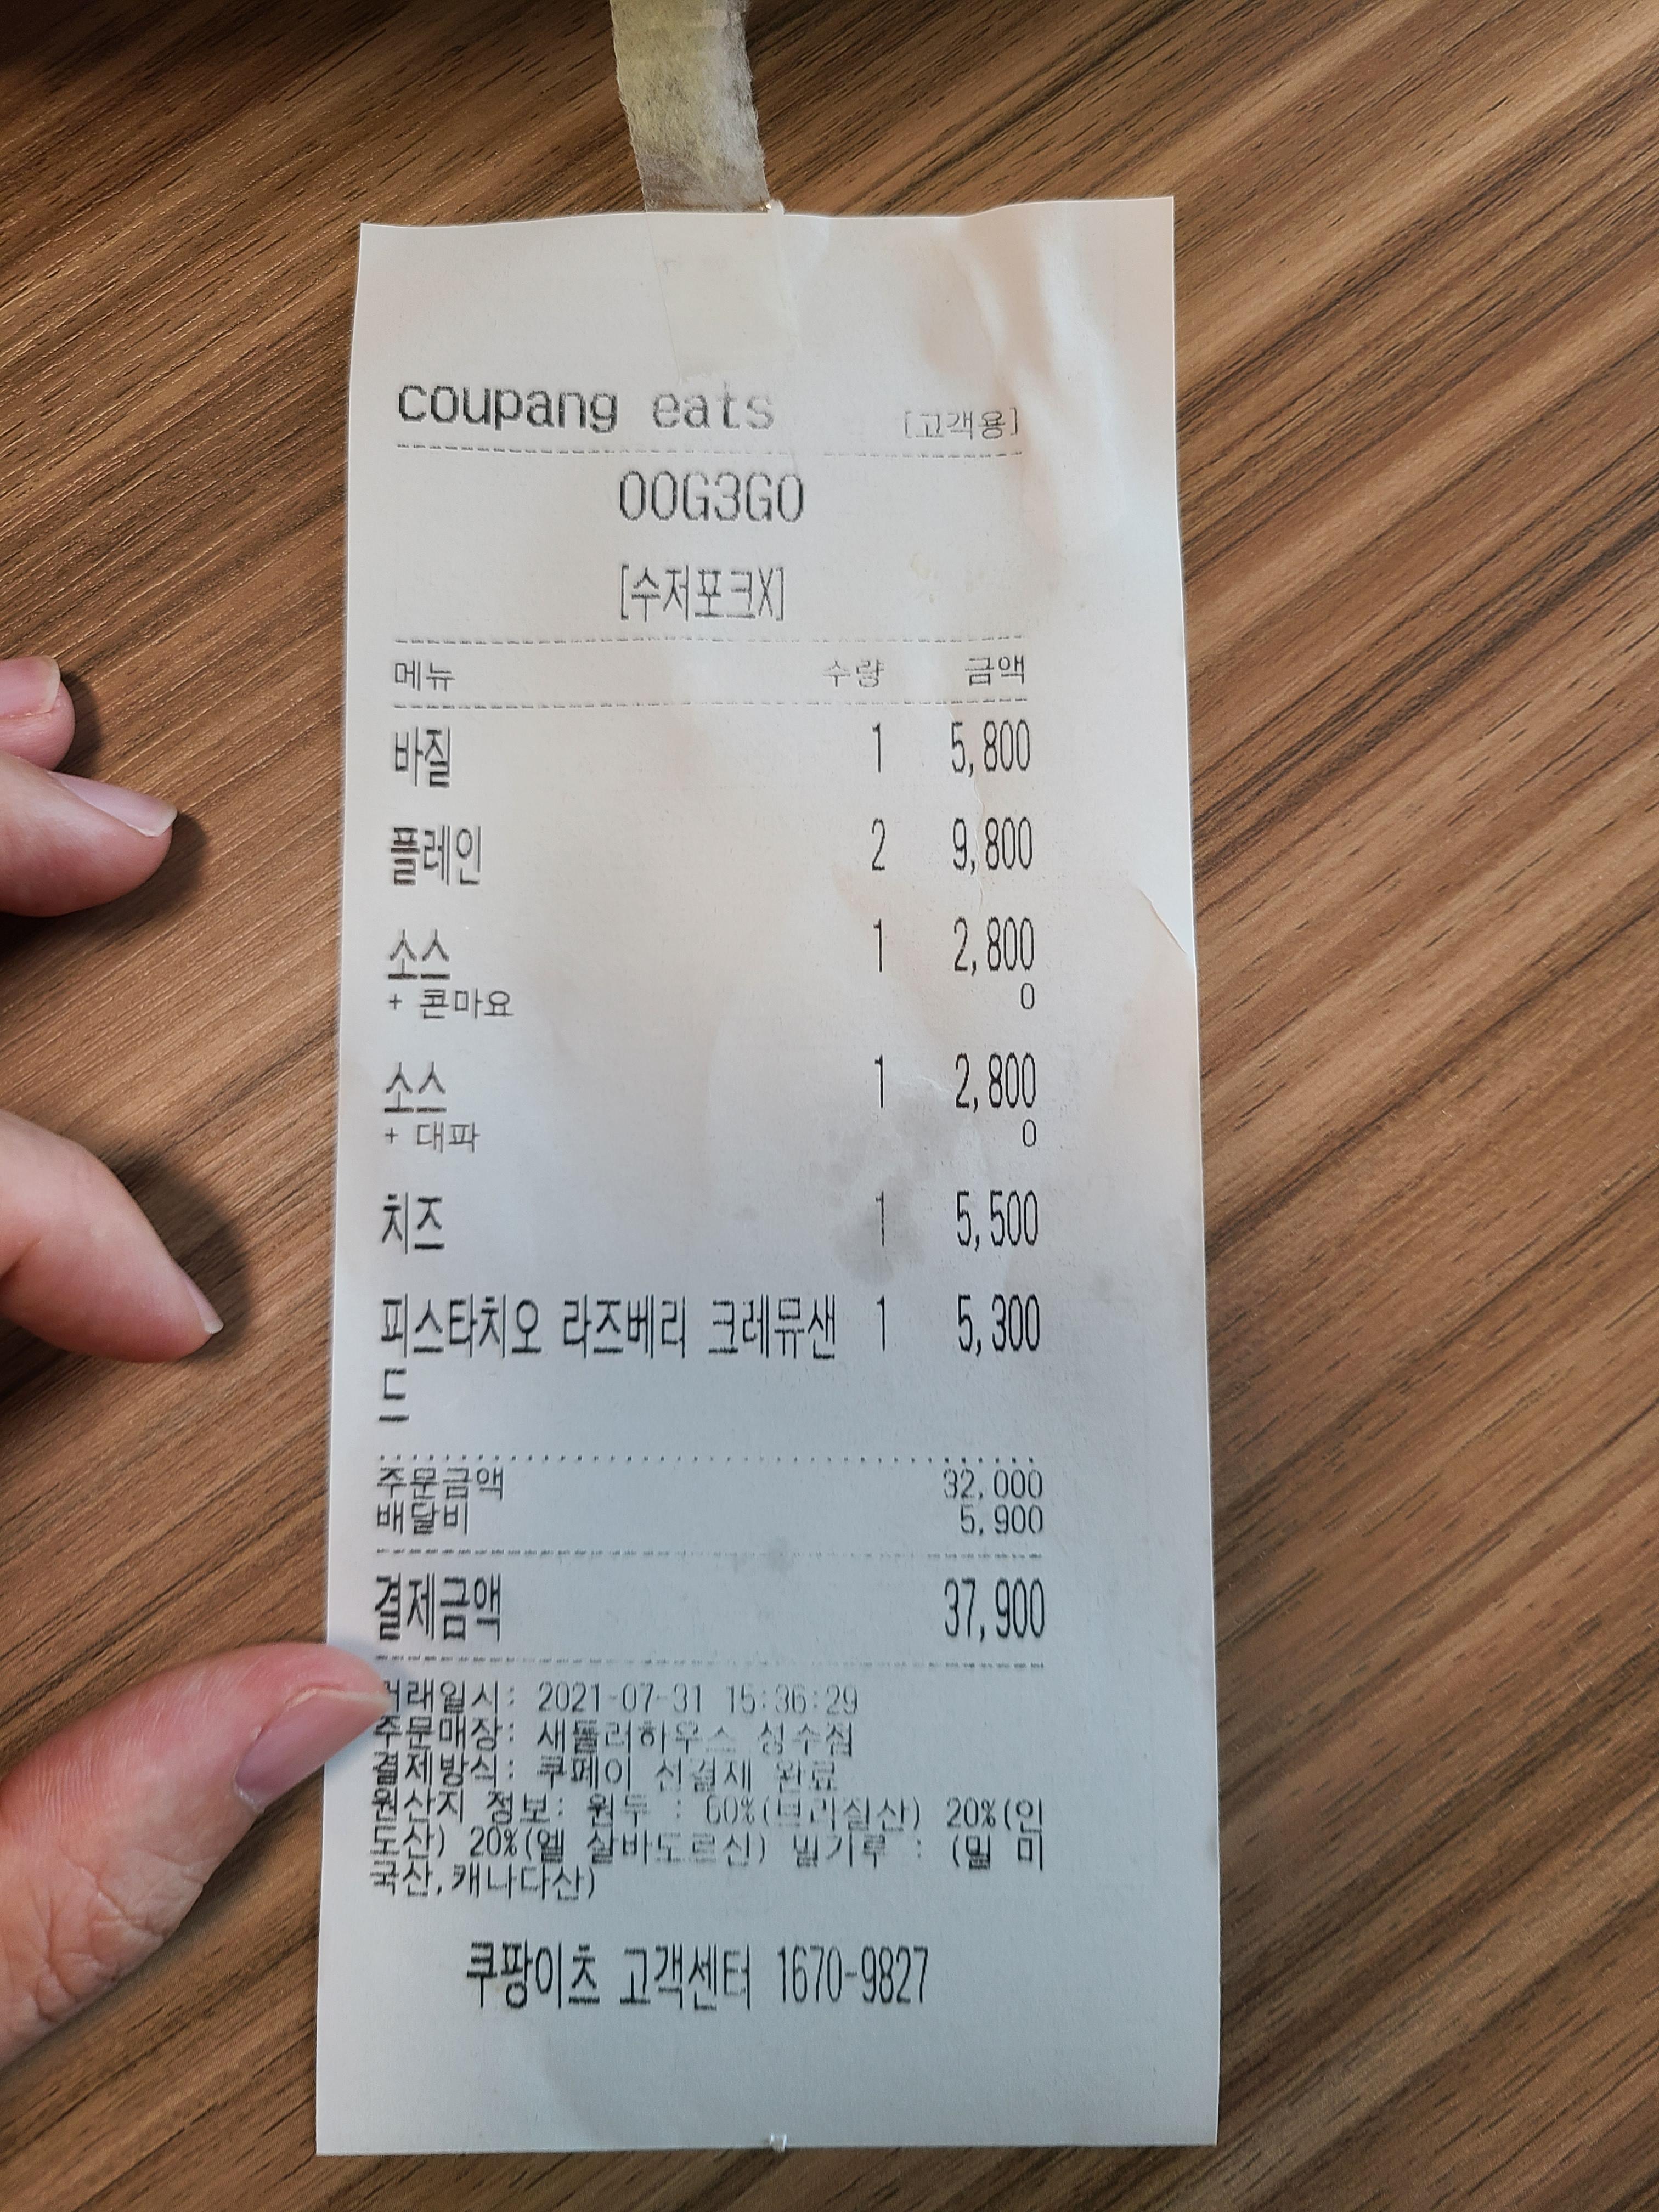 coupang eats [고객용]
00G3G0
[수저포크X]
메뉴 수량 금액
바질 1 5,800
플레인 2 9,800
소스 1 2,800
+ 콘마요 0
소스 1 2,800
+ 대파 0
치즈 1 5,500
피스타치오 라즈베리 크레뮤샌 1 5,300
드
주문금액 32,000
배달비 5,900
결제금액 37,900
거래일시: 2021-07-31 15:36:29
주문매장: 새들러하우스 성수점
결제방식: 쿠페이 선결제 완료
원산지 정보: 원두 : 60%(브라질산) 20%(인
도산) 20%(엘 살바도르산) 밀가루 : (밀 미
국산,캐나다산)
쿠팡이츠 고객센터 1670-9827